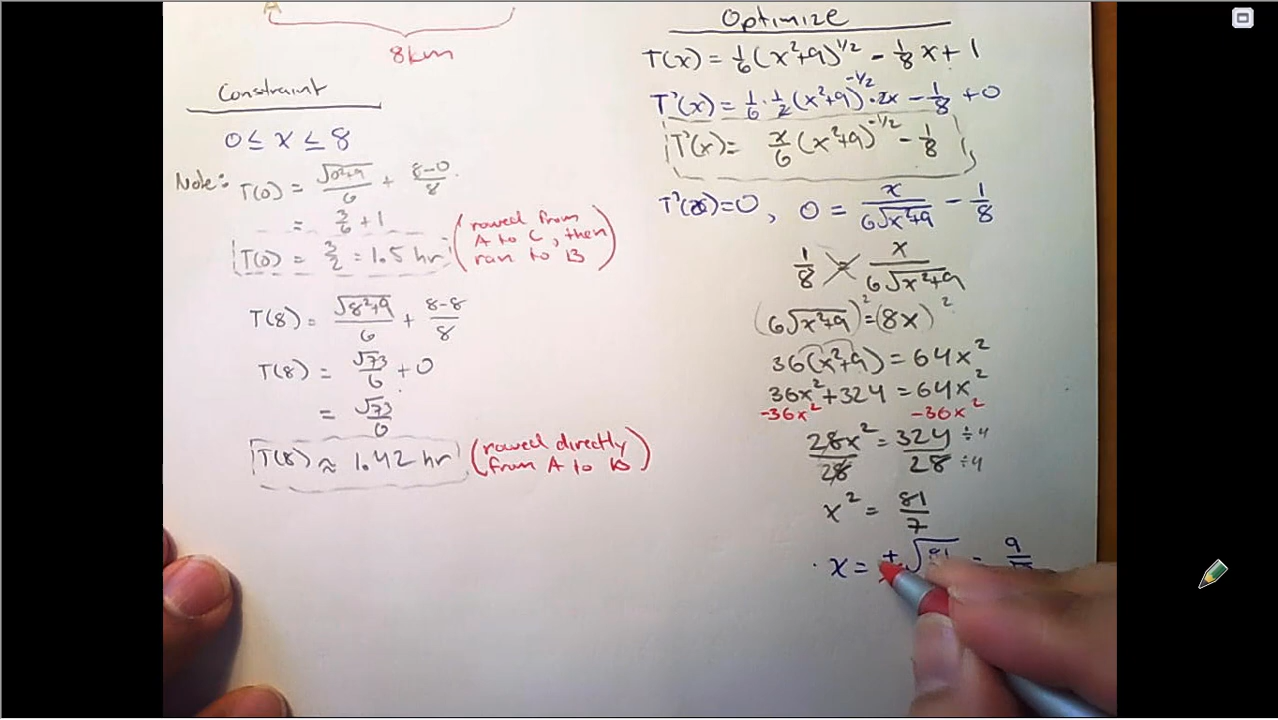 A
8km
Constraint
0 ≤ x ≤ 8
Note: T(0) = √(0²+9)/6 + (8-0)/8
= 3/6 + 1
T(0) = 3/2 = 1.5 hr (rowed from
A to C, then
ran to B)
T(8) = √(8²+9)/6 + (8-8)/8
T(8) = √73/6 + 0
= √73/6
T(8) ≈ 1.42 hr (rowed directly
from A to B)
Optimize
T(x) = 1/6 (x²+9)^1/2 - 1/8 x + 1
T'(x) = 1/6 · 1/2 (x²+9)^-1/2 · 2x - 1/8 + 0
T'(x) = x/6 (x²+9)^-1/2 - 1/8
T'(x) = 0, 0 = x/(6√(x²+9)) - 1/8
1/8 = x/(6√(x²+9))
(6√(x²+9))² = (8x)²
36(x²+9) = 64x²
36x²+324 = 64x²
-36x² -36x²
28x²/28 = 324/28 ÷4 ÷4
x² = 81/7
x = ±√81 = 9